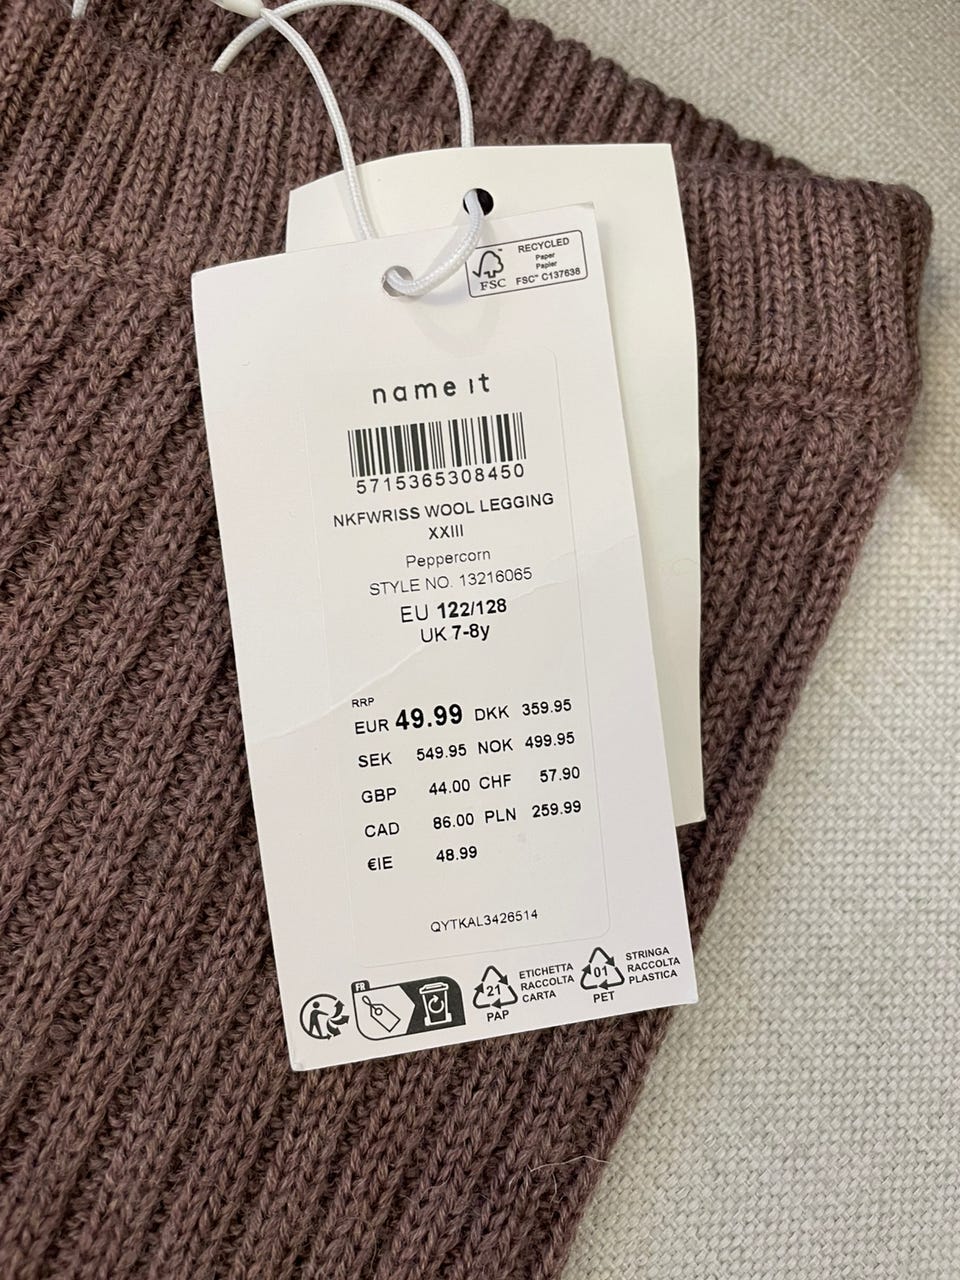 FSC™
RECYCLED
Paper
Papier
FSC® C137638
name it
5715365308450
NKFWRISS WOOL LEGGING
XXIII
Peppercorn
STYLE NO. 13216065
EU 122/128
UK 7-8y
RRP
EUR 49.99 DKK 359.95
SEK 549.95 NOK 499.95
GBP 44.00 CHF 57.90
CAD 86.00 PLN 259.99
€IE 48.99
QYTKAL3426514
FR
21
PAP
ETICHETTA
RACCOLTA
CARTA
01
PET
STRINGA
RACCOLTA
PLASTICA